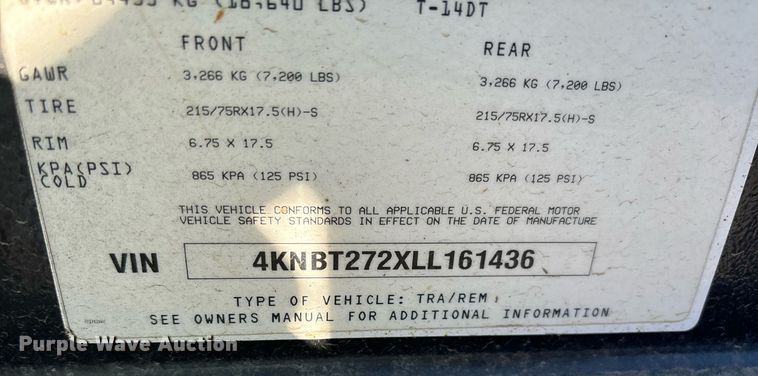 KG (18,640 LBS) T-14DT
FRONT REAR
GAWR 3,266 KG (7,200 LBS) 3,266 KG (7,200 LBS)
TIRE 215/75RX17.5(H)-S 215/75RX17.5(H)-S
RIM 6.75 X 17.5 6.75 X 17.5
KPA(PSI)
COLD 865 KPA (125 PSI) 865 KPA (125 PSI)
THIS VEHICLE CONFORMS TO ALL APPLICABLE U.S. FEDERAL MOTOR
VEHICLE SAFETY STANDARDS IN EFFECT ON THE DATE OF MANUFACTURE
VIN 4KNBT272XLL161436
TYPE OF VEHICLE: TRA/REM
SEE OWNERS MANUAL FOR ADDITIONAL INFORMATION
Purple Wave Auction